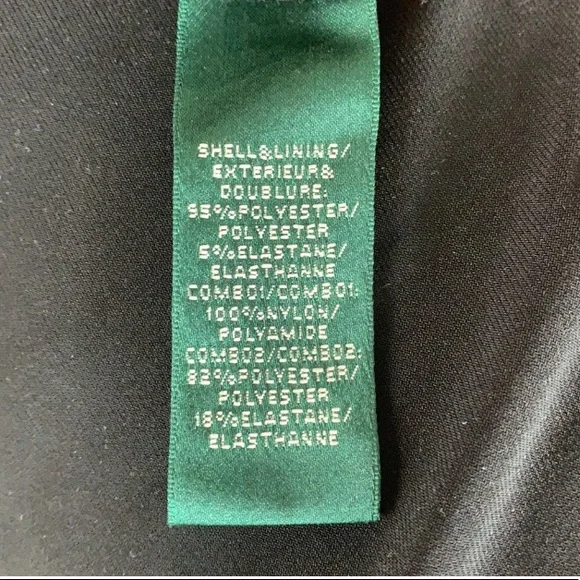 SHELL&LINING/
EXTERIEUR&
DOUBLURE:
95%POLYESTER/
POLYESTER
5%ELASTANE/
ELASTHANNE
COMBO1/COMBO1:
100%NYLON/
POLYAMIDE
COMBO2/COMBO2:
82%POLYESTER/
POLYESTER
18%ELASTANE/
ELASTHANNE